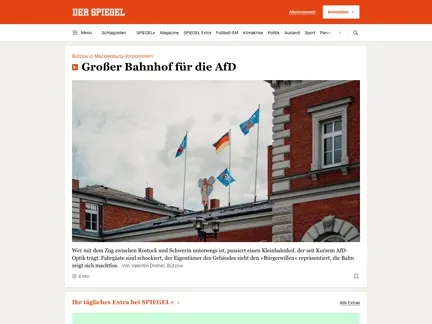 DER SPIEGEL
Abonnement
Anmelden
Menü Schlagzeilen SPIEGEL+ Magazine SPIEGEL Extra Fußball-EM Klimakrise Politik Ausland Sport
Bützow in Mecklenburg-Vorpommern
Großer Bahnhof für die AfD
Wer mit dem Zug zwischen Rostock und Schwerin unterwegs ist, passiert einen Kleinbahnhof, der seit Kurzem AfD-
Optik trägt. Fahrgäste sind schockiert, der Eigentümer des Gebäudes sieht den »Bürgerwillen« repräsentiert, die Bahn
zeigt sich machtlos. Von Valentin Dreher, Bützow
6 Min
Ihr tägliches Extra bei SPIEGEL+
Alle Extras